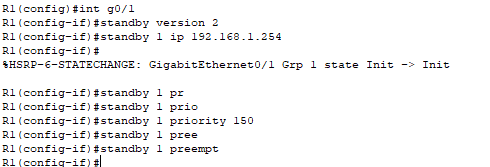 R1(config)#int g0/1
R1(config-if)#standby version 2
R1(config-if)#standby 1 ip 192.168.1.254
R1(config-if)#
%HSRP-6-STATECHANGE: GigabitEthernet0/1 Grp 1 state Init -> Init
R1(config-if)#standby 1 pr
R1(config-if)#standby 1 prio
R1(config-if)#standby 1 priority 150
R1(config-if)#standby 1 pree
R1(config-if)#standby 1 preempt
R1(config-if)#